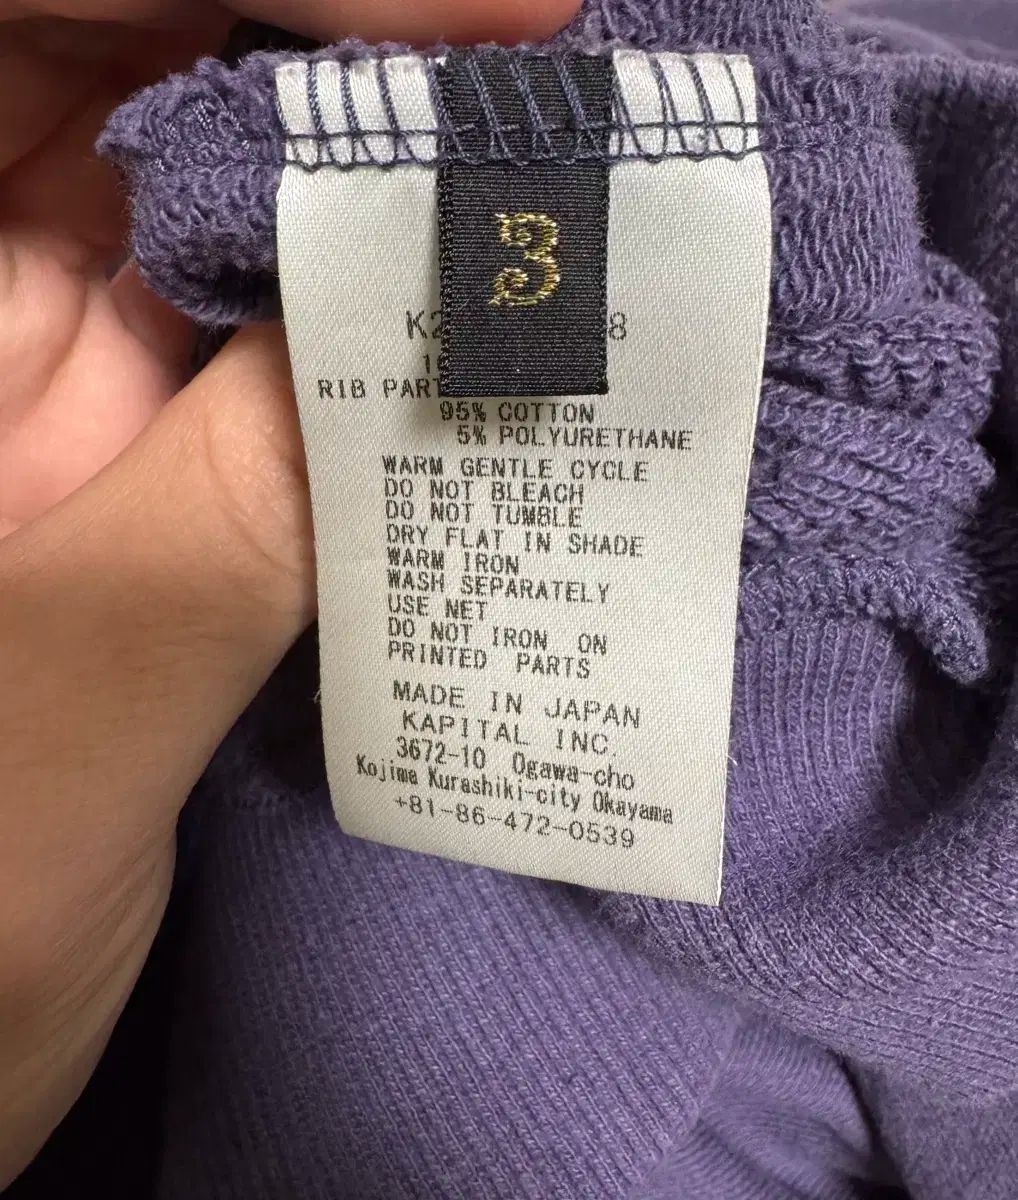 3
RIB PART
95% COTTON
5% POLYURETHANE
WARM GENTLE CYCLE
DO NOT BLEACH
DO NOT TUMBLE
DRY FLAT IN SHADE
WARM IRON
WASH SEPARATELY
USE NET
DO NOT IRON ON
PRINTED PARTS
MADE IN JAPAN
KAPITAL INC.
3672-10 Ogawa-cho
Kojima Kurashiki-city Okayama
+81-86-472-0539